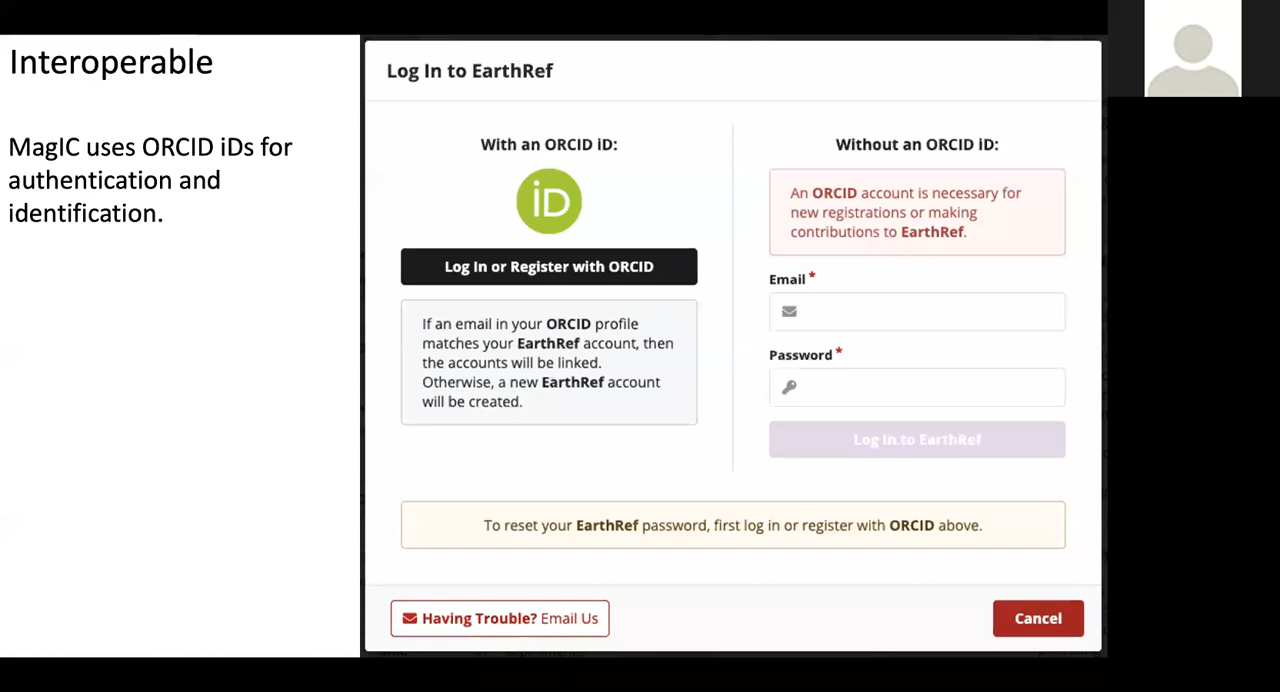 Interoperable
MagIC uses ORCID iDs for
authentication and
identification.
Log In to EarthRef
With an ORCID iD:
iD
Log In or Register with ORCID
If an email in your ORCID profile
matches your EarthRef account, then
the accounts will be linked.
Otherwise, a new EarthRef account
will be created.
Without an ORCID iD:
An ORCID account is necessary for
new registrations or making
contributions to EarthRef.
Email *
Password *
Log In to EarthRef
To reset your EarthRef password, first log in or register with ORCID above.
Having Trouble? Email Us
Cancel